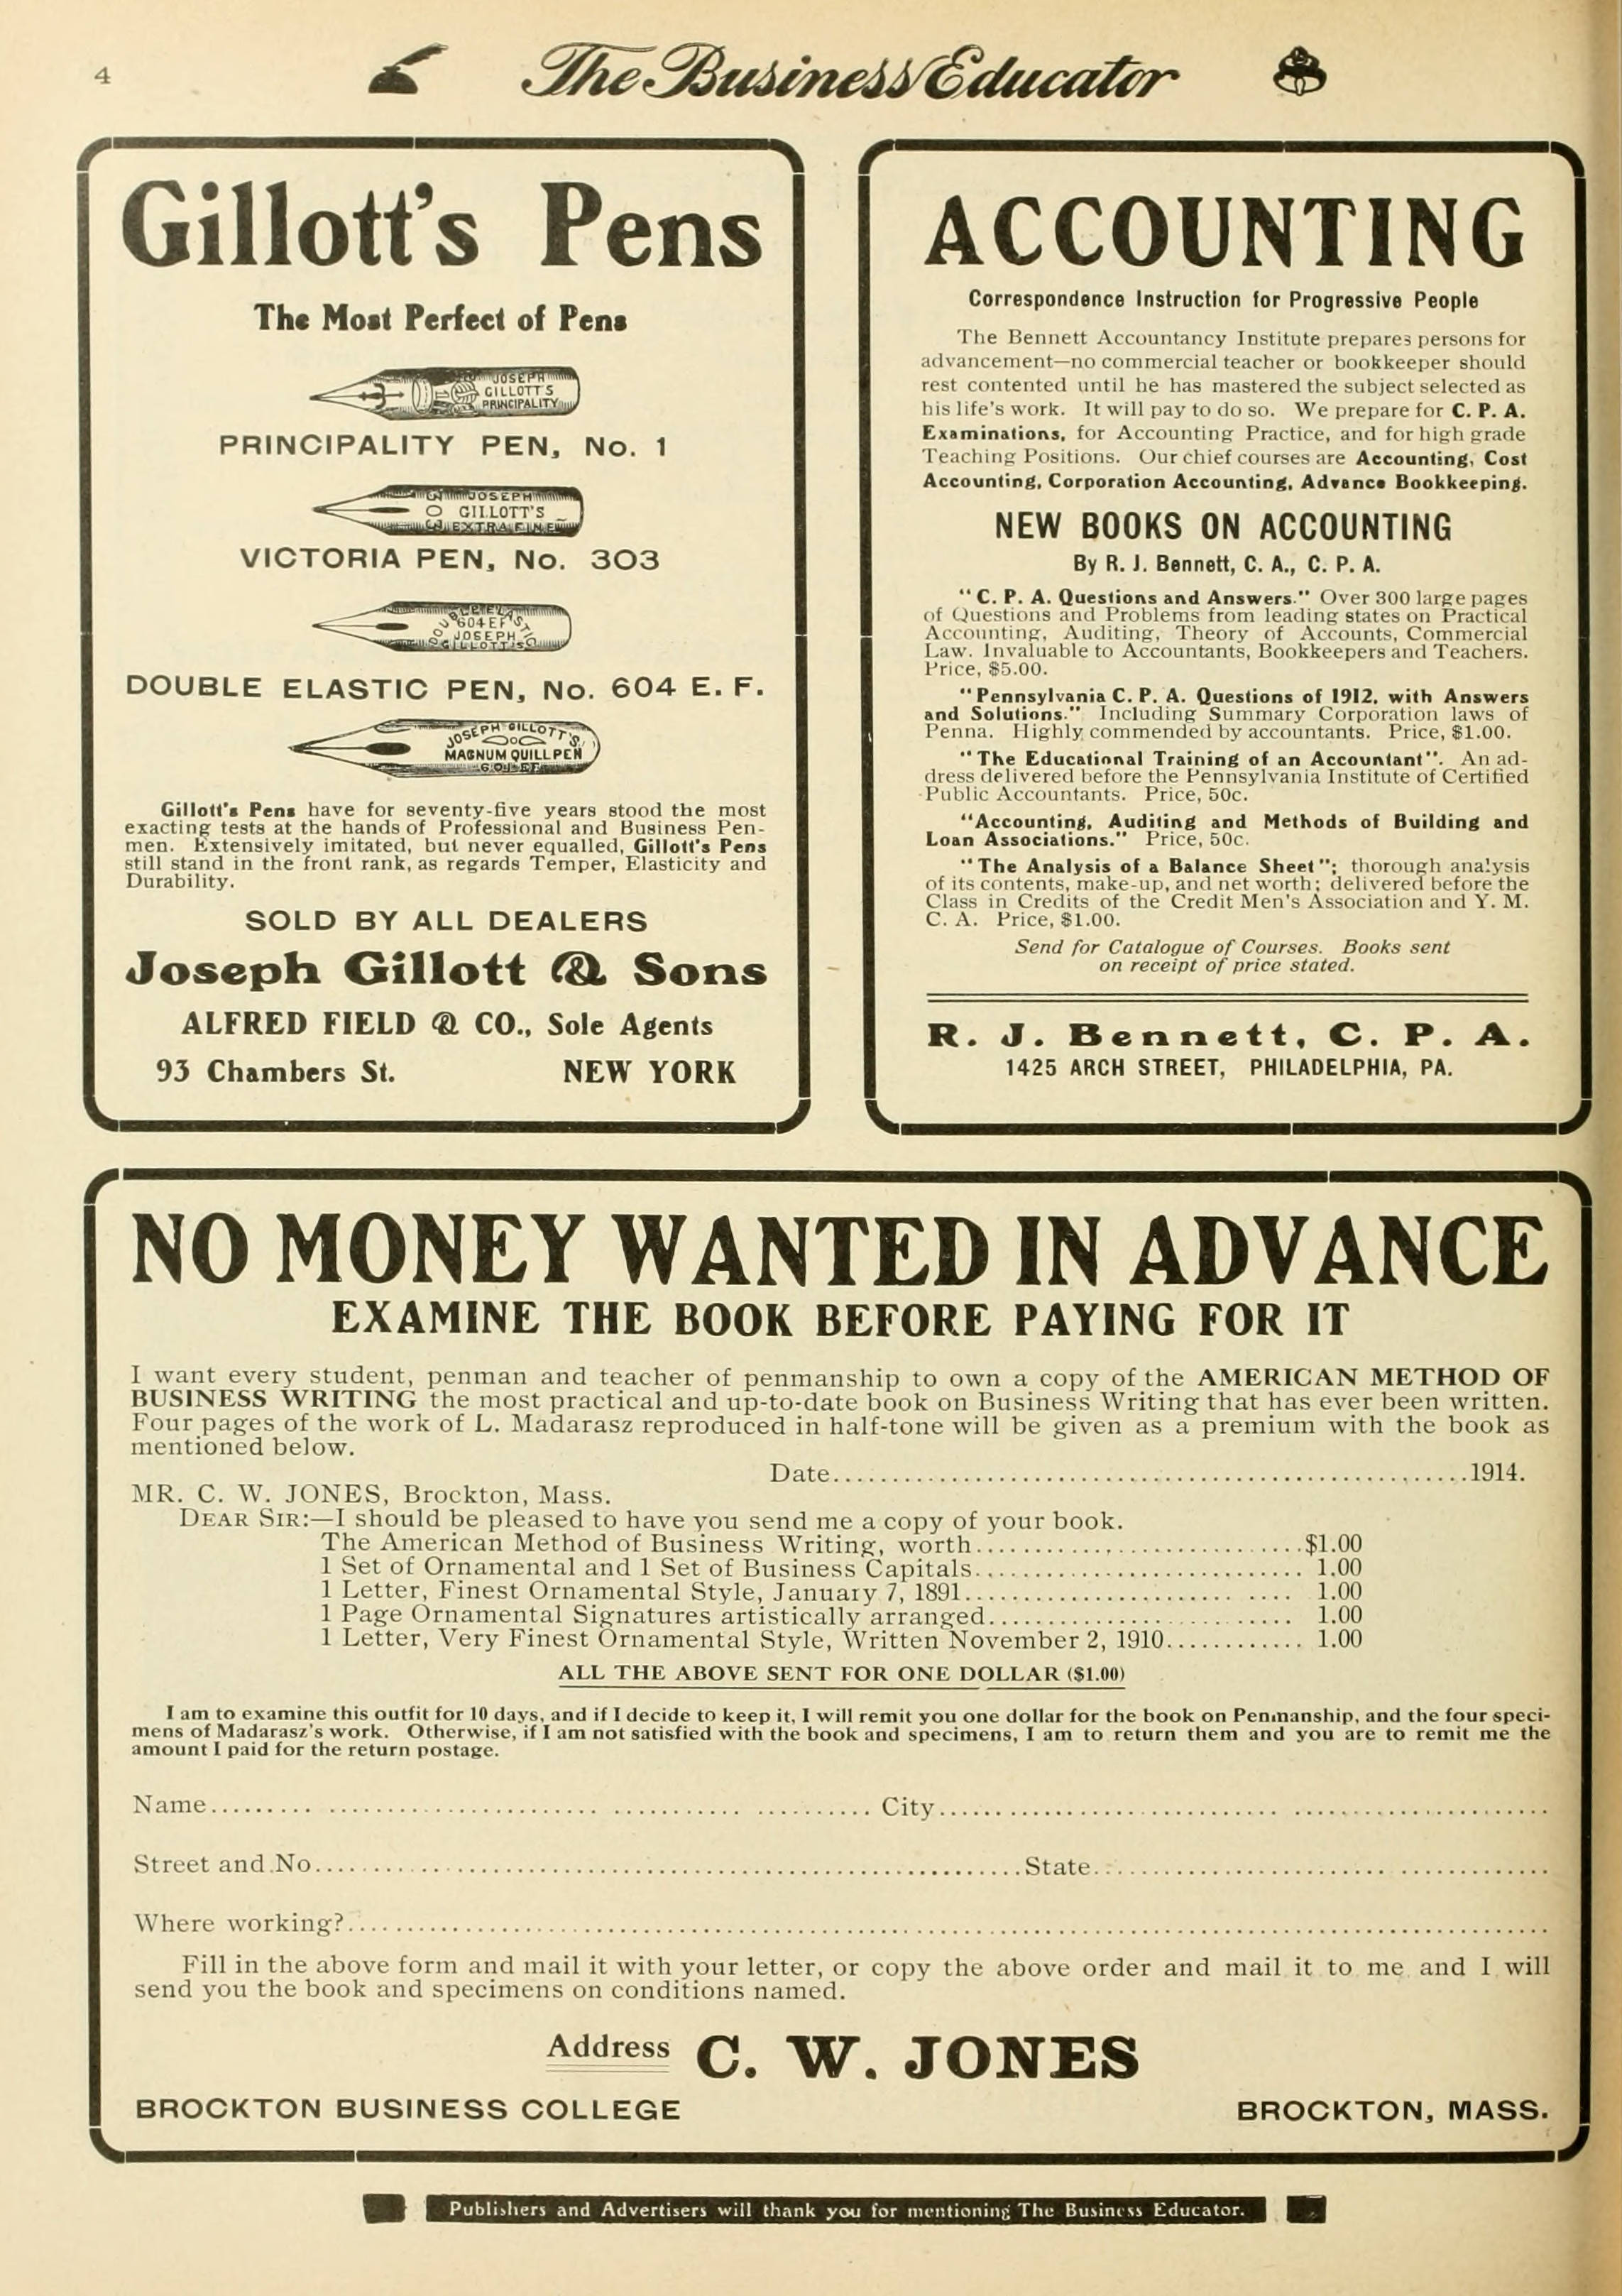 4
The Business Educator
Gillott's Pens
The Most Perfect of Pens
JOSEPH
GILLOTT'S
PRINCIPALITY
PRINCIPALITY PEN, No. 1
303
JOSEPH
GILLOTT'S
EXTRA FINE
VICTORIA PEN, No. 303
DOUBLE ELASTIC
604 EF
JOSEPH
GILLOTT'S
DOUBLE ELASTIC PEN, No. 604 E. F.
JOSEPH GILLOTT'S
MAGNUM QUILL PEN
601 EF
Gillott's Pens have for seventy-five years stood the most
exacting tests at the hands of Professional and Business Pen-
men. Extensively imitated, but never equalled, Gillott's Pens
still stand in the front rank, as regards Temper, Elasticity and
Durability.
SOLD BY ALL DEALERS
Joseph Gillott & Sons
ALFRED FIELD & CO., Sole Agents
93 Chambers St. NEW YORK
ACCOUNTING
Correspondence Instruction for Progressive People
The Bennett Accountancy Institute prepares persons for
advancement—no commercial teacher or bookkeeper should
rest contented until he has mastered the subject selected as
his life's work. It will pay to do so. We prepare for C. P. A.
Examinations, for Accounting Practice, and for high grade
Teaching Positions. Our chief courses are Accounting, Cost
Accounting, Corporation Accounting, Advance Bookkeeping.
NEW BOOKS ON ACCOUNTING
By R. J. Bennett, C. A., C. P. A.
"C. P. A. Questions and Answers." Over 300 large pages
of Questions and Problems from leading states on Practical
Accounting, Auditing, Theory of Accounts, Commercial
Law. Invaluable to Accountants, Bookkeepers and Teachers.
Price, $5.00.
"Pennsylvania C. P. A. Questions of 1912, with Answers
and Solutions." Including Summary Corporation laws of
Penna. Highly commended by accountants. Price, $1.00.
"The Educational Training of an Accountant". An ad-
dress delivered before the Pennsylvania Institute of Certified
Public Accountants. Price, 50c.
"Accounting, Auditing and Methods of Building and
Loan Associations." Price, 50c.
"The Analysis of a Balance Sheet"; thorough analysis
of its contents, make-up, and net worth; delivered before the
Class in Credits of the Credit Men's Association and Y. M.
C. A. Price, $1.00.
Send for Catalogue of Courses. Books sent
on receipt of price stated.
R. J. Bennett, C. P. A.
1425 ARCH STREET, PHILADELPHIA, PA.
NO MONEY WANTED IN ADVANCE
EXAMINE THE BOOK BEFORE PAYING FOR IT
I want every student, penman and teacher of penmanship to own a copy of the AMERICAN METHOD OF
BUSINESS WRITING the most practical and up-to-date book on Business Writing that has ever been written.
Four pages of the work of L. Madarasz reproduced in half-tone will be given as a premium with the book as
mentioned below.
Date..........................................................1914.
MR. C. W. JONES, Brockton, Mass.
DEAR SIR:—I should be pleased to have you send me a copy of your book.
The American Method of Business Writing, worth..............................$1.00
1 Set of Ornamental and 1 Set of Business Capitals.............................. 1.00
1 Letter, Finest Ornamental Style, January 7, 1891.............................. 1.00
1 Page Ornamental Signatures artistically arranged............................ 1.00
1 Letter, Very Finest Ornamental Style, Written November 2, 1910............ 1.00
ALL THE ABOVE SENT FOR ONE DOLLAR ($1.00)
I am to examine this outfit for 10 days, and if I decide to keep it, I will remit you one dollar for the book on Penmanship, and the four speci-
mens of Madarasz's work. Otherwise, if I am not satisfied with the book and specimens, I am to return them and you are to remit me the
amount I paid for the return postage.
Name............................................................ City........................................................
Street and No..................................................................State..........................................
Where working?..............................................................................................................
Fill in the above form and mail it with your letter, or copy the above order and mail it to me and I will
send you the book and specimens on conditions named.
Address C. W. JONES
BROCKTON BUSINESS COLLEGE BROCKTON, MASS.
Publishers and Advertisers will thank you for mentioning The Business Educator.